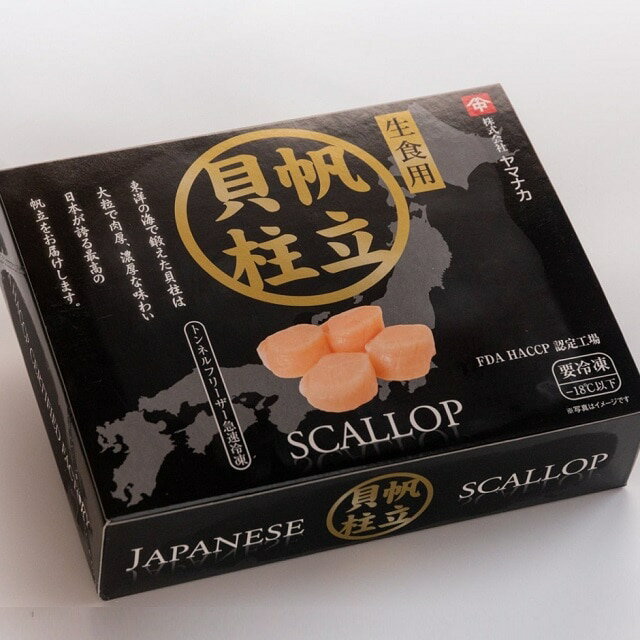 株式会社ヤマナカ
生食用
帆立
貝柱
東洋の海で鍛えた貝柱は
大粒で肉厚、濃厚な味わい
日本が誇る最高の
帆立をお届けします。
トンネルフリーザー急速冷凍
FDA HACCP 認定工場
要冷凍
-18℃以下
※写真はイメージです
SCALLOP
JAPANESE
帆立
貝柱
SCALLOP